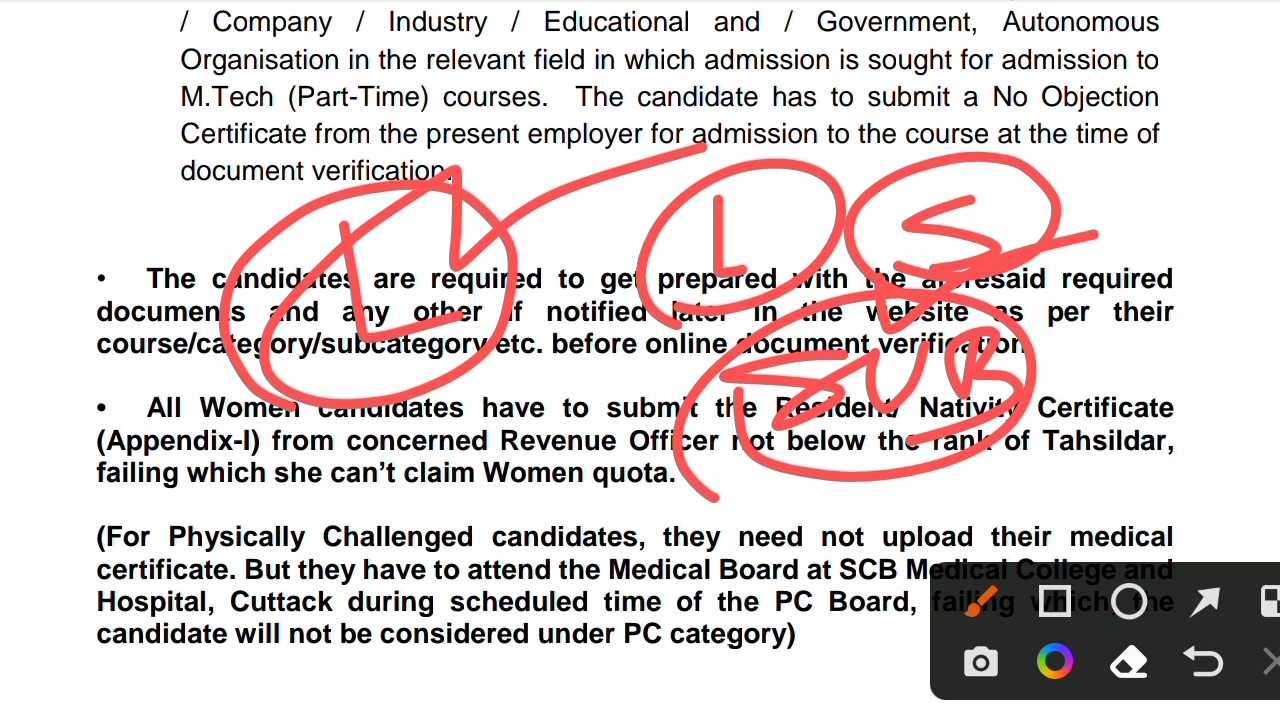 / Company / Industry / Educational and / Government, Autonomous
Organisation in the relevant field in which admission is sought for admission to
M.Tech (Part-Time) courses. The candidate has to submit a No Objection
Certificate from the present employer for admission to the course at the time of
document verification.
L
L
S
• The candidates are required to get prepared with the aforesaid required
documents and any other if notified later in the website as per their
course/category/subcategory etc. before online document verification.
SUB
• All Women candidates have to submit the Resident/ Nativity Certificate
(Appendix-I) from concerned Revenue Officer not below the rank of Tahsildar,
failing which she can't claim Women quota.
(For Physically Challenged candidates, they need not upload their medical
certificate. But they have to attend the Medical Board at SCB Medical College and
Hospital, Cuttack during scheduled time of the PC Board, failing which the
candidate will not be considered under PC category)